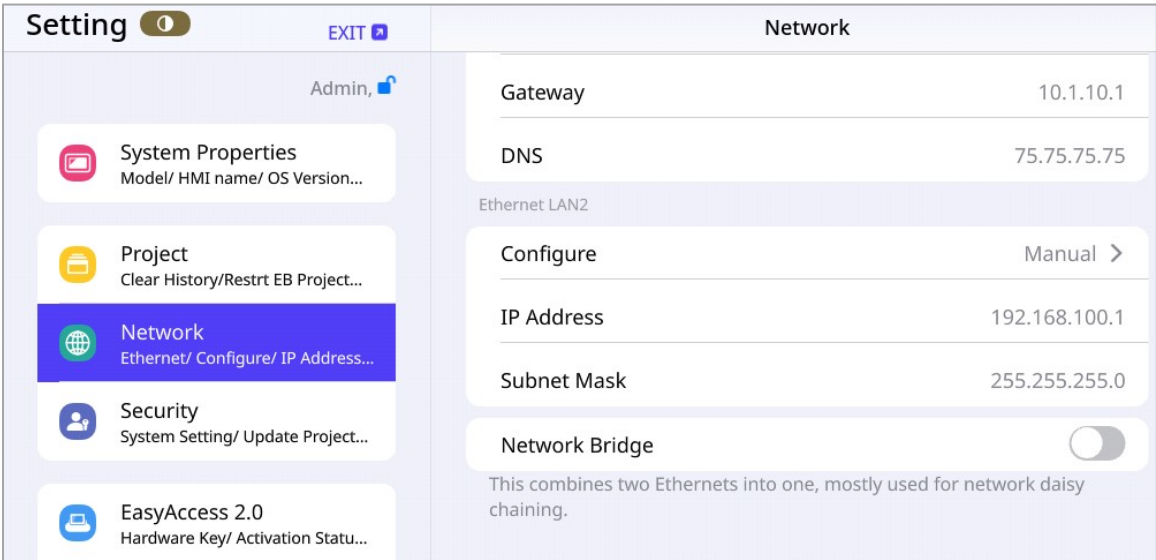 Setting
EXIT
Admin,
System Properties
Model/ HMI name/ OS Version...
Project
Clear History/Restrt EB Project...
Network
Ethernet/ Configure/ IP Address...
Security
System Setting/ Update Project...
EasyAccess 2.0
Hardware Key/ Activation Statu...
Network
Gateway 10.1.10.1
DNS 75.75.75.75
Ethernet LAN2
Configure Manual
IP Address 192.168.100.1
Subnet Mask 255.255.255.0
Network Bridge
This combines two Ethernets into one, mostly used for network daisy
chaining.